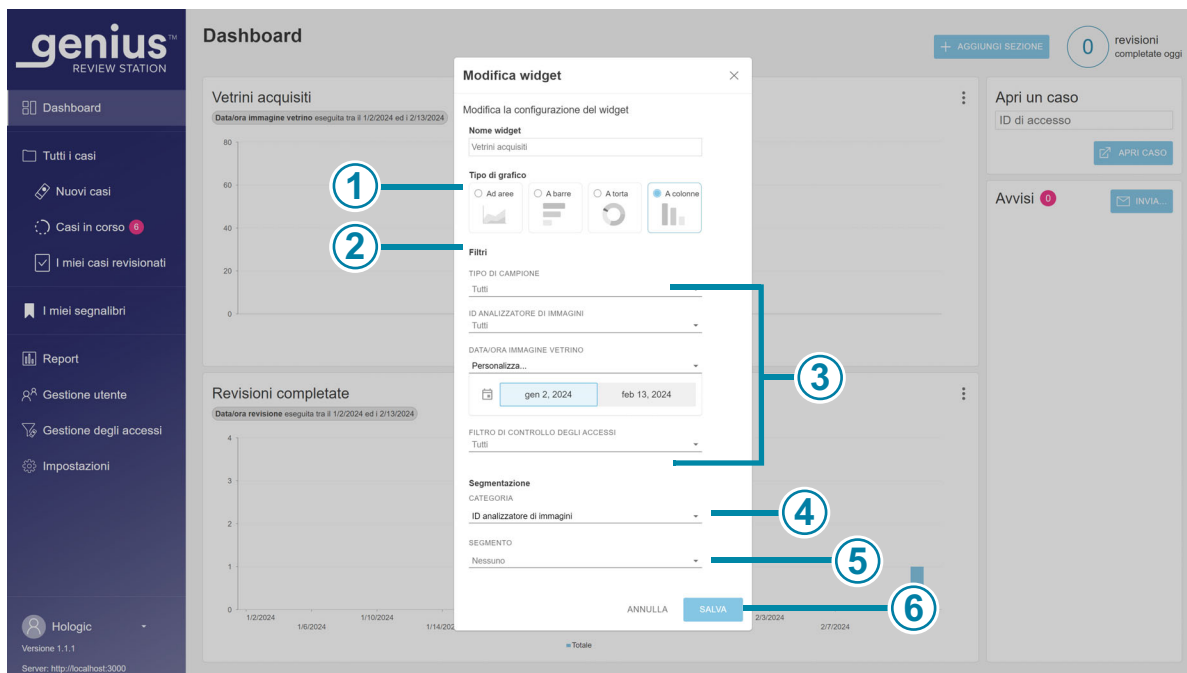 genius™
REVIEW STATION
Dashboard
Tutti i casi
Nuovi casi
Casi in corso 6
I miei casi revisionati
I miei segnalibri
Report
Gestione utente
Gestione degli accessi
Impostazioni
Hologic
Versione 1.1.1
Server: http://localhost:3000
Dashboard
AGGIUNGI SEZIONE
0
revisioni
completate oggi
Vetrini acquisiti
Data/ora immagine vetrino eseguita tra il 1/2/2024 ed i 2/13/2024
80
60
40
20
0
Revisioni completate
Data/ora revisione eseguita tra il 1/2/2024 ed i 2/13/2024
4
3
2
1
0
1/2/2024
1/6/2024
1/10/2024
1/14/202
2/3/2024
2/7/2024
Totale
Modifica widget
Modifica la configurazione del widget
Nome widget
Vetrini acquisiti
Tipo di grafico
Ad aree
A barre
A torta
A colonne
Filtri
TIPO DI CAMPIONE
Tutti
ID ANALIZZATORE DI IMMAGINI
Tutti
DATA/ORA IMMAGINE VETRINO
Personalizza...
gen 2, 2024
feb 13, 2024
FILTRO DI CONTROLLO DEGLI ACCESSI
Tutti
Segmentazione
CATEGORIA
ID analizzatore di immagini
SEGMENTO
Nessuno
ANNULLA
SALVA
1
2
3
4
5
6
Apri un caso
ID di accesso
APRI CASO
Avvisi 0
INVIA...